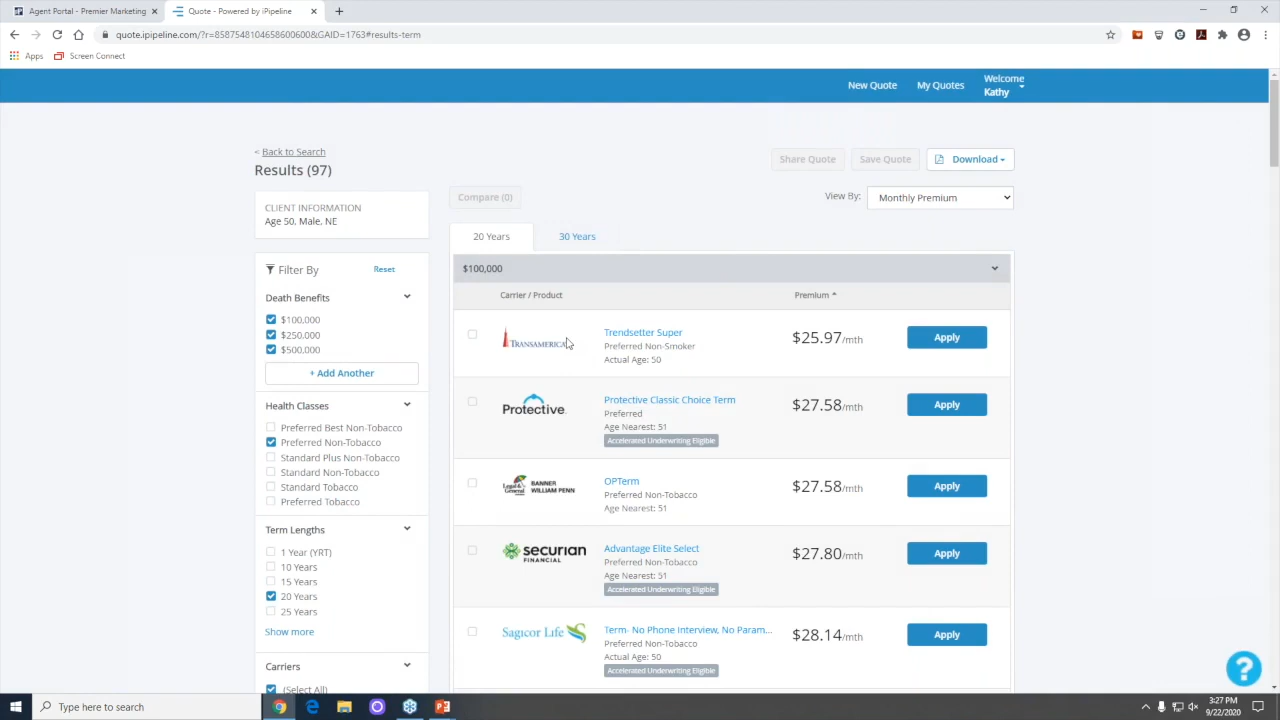 Agent Portal - Premier Marketing
Quote - Powered by iPipeline
quote.ipipeline.com/?r=8587548104658600600&GAID=1763#results-term
Apps
Screen Connect
New Quote
My Quotes
Welcome
Kathy
< Back to Search
Results (97)
Share Quote
Save Quote
Download
CLIENT INFORMATION
Age 50, Male, NE
Compare (0)
View By:
Monthly Premium
20 Years
30 Years
Filter By
Reset
Death Benefits
$100,000
$250,000
$500,000
+ Add Another
Health Classes
Preferred Best Non-Tobacco
Preferred Non-Tobacco
Standard Plus Non-Tobacco
Standard Non-Tobacco
Standard Tobacco
Preferred Tobacco
Term Lengths
1 Year (YRT)
10 Years
15 Years
20 Years
25 Years
Show more
Carriers
(Select All)
$100,000
Carrier / Product
Premium
TRANSAMERICA
Trendsetter Super
Preferred Non-Smoker
Actual Age: 50
$25.97/mth
Apply
Protective
Protective Classic Choice Term
Preferred
Age Nearest: 51
Accelerated Underwriting Eligible
$27.58/mth
Apply
Legal & General
BANNER
WILLIAM PENN
OPTerm
Preferred Non-Tobacco
Age Nearest: 51
$27.58/mth
Apply
securian
FINANCIAL
Advantage Elite Select
Preferred Non-Tobacco
Age Nearest: 51
Accelerated Underwriting Eligible
$27.80/mth
Apply
Sagicor Life
Term- No Phone Interview, No Param...
Preferred Non-Tobacco
Actual Age: 50
Accelerated Underwriting Eligible
$28.14/mth
Apply
?
Type here to search
3:27 PM
9/22/2020